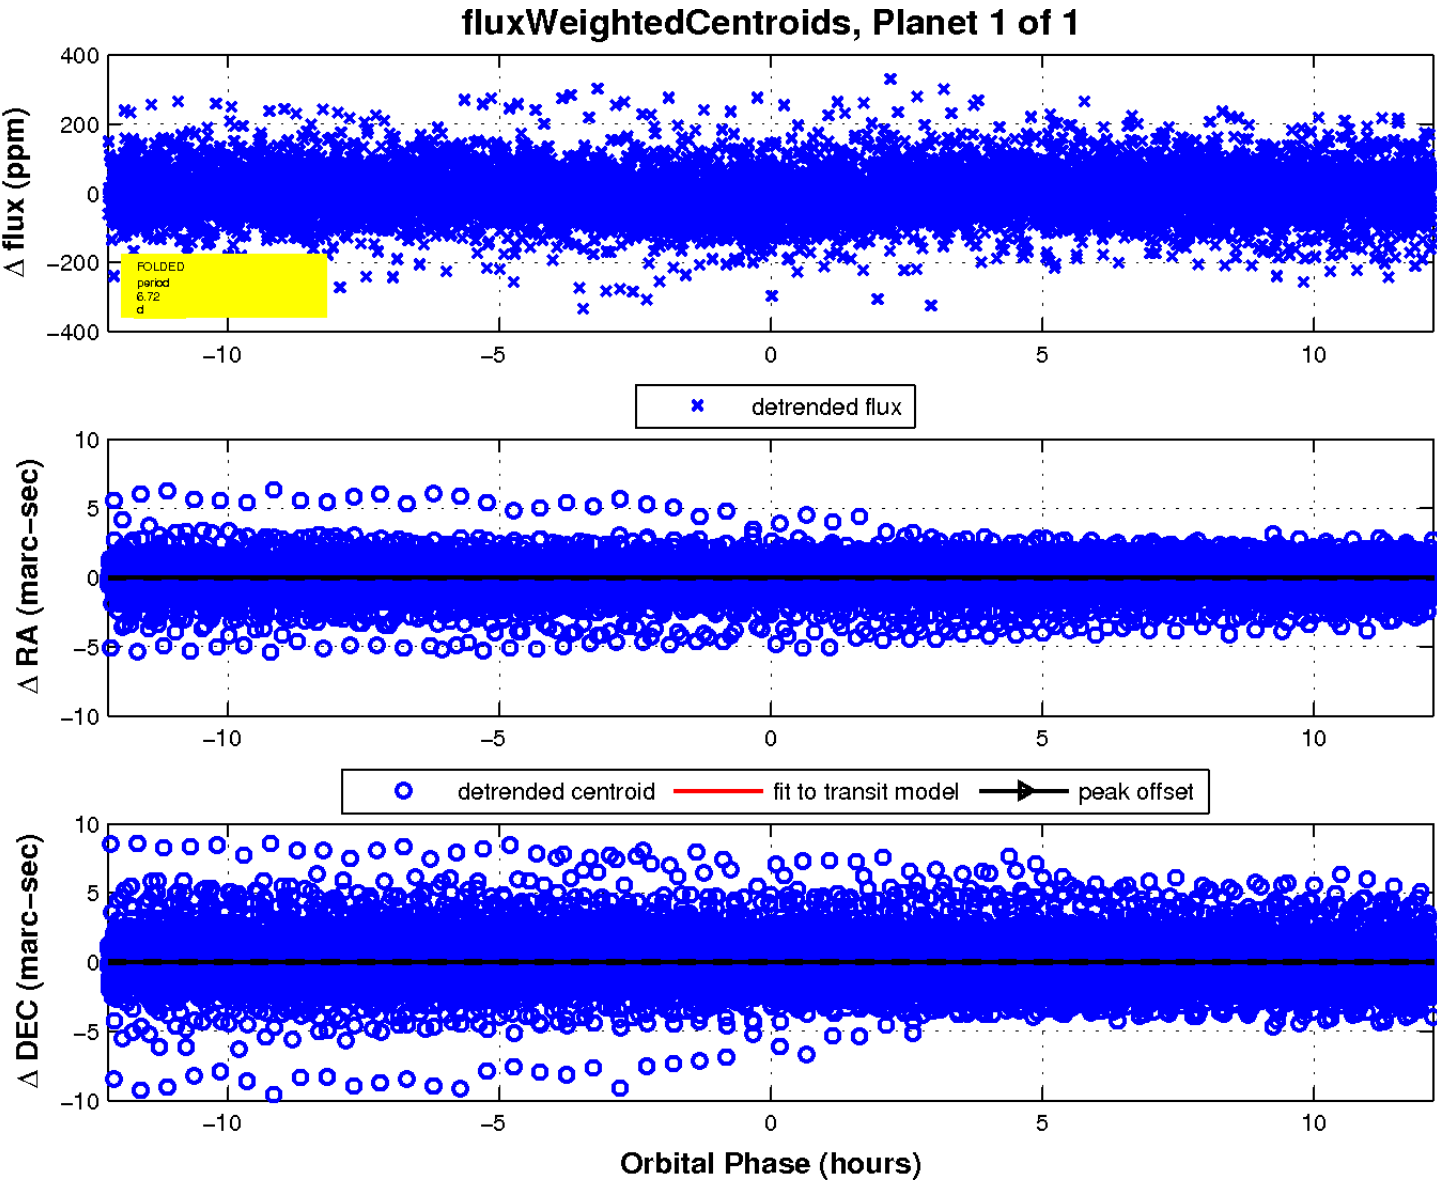 fluxWeightedCentroids, Planet 1 of 1
Δ flux (ppm)
400
200
0
−200
−400
FOLDED
period
6.72
d
−10
−5
0
5
10
detrended flux
Δ RA (marc−sec)
10
5
0
−5
−10
−10
−5
0
5
10
detrended centroid
fit to transit model
peak offset
Δ DEC (marc−sec)
10
5
0
−5
−10
−10
−5
0
5
10
Orbital Phase (hours)